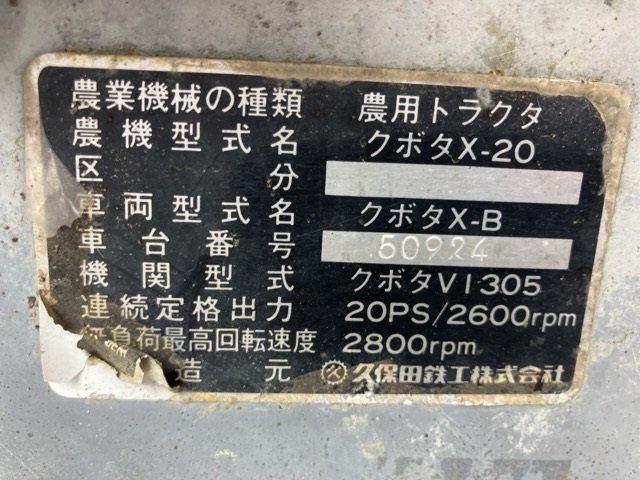 農業機械の種類 農用トラクタ
農機型式名 クボタX-20
区分
車両型式名 クボタX-B
車台番号 50924
機関型式 クボタV1305
連続定格出力 20PS/2600rpm
負荷最高回転速度 2800rpm
造元 久保田鉄工株式会社